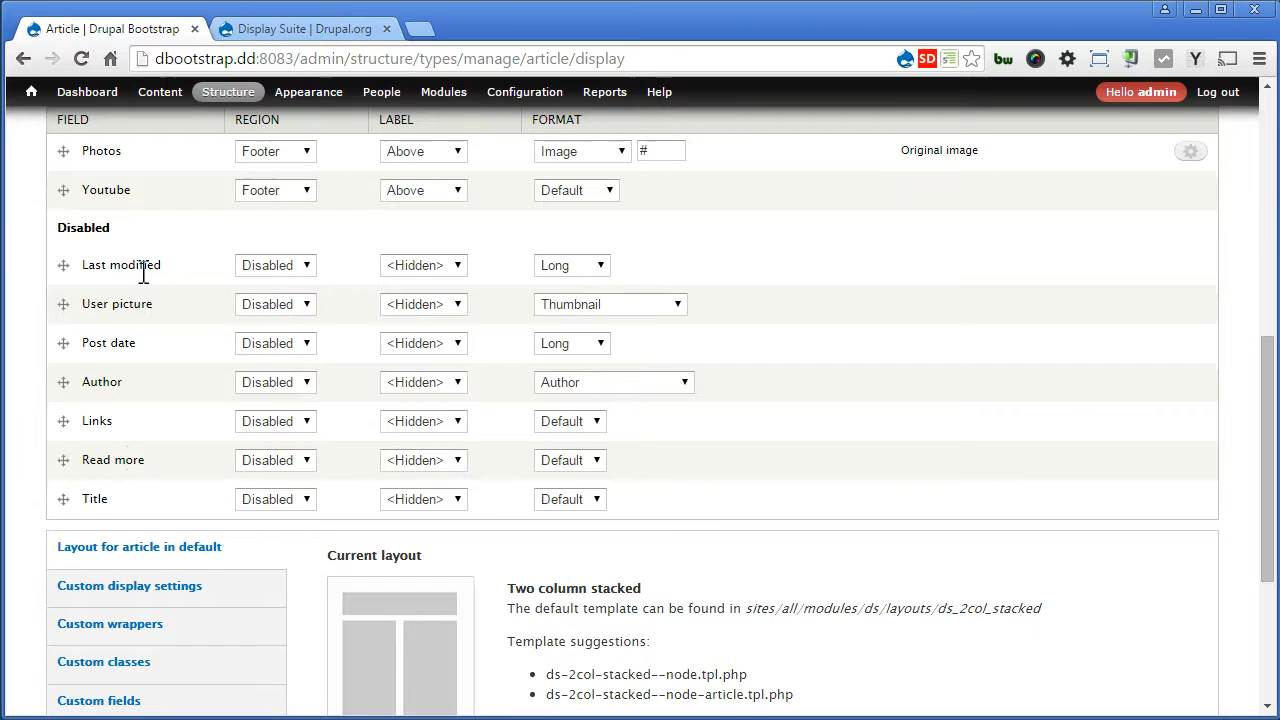 Article | Drupal Bootstrap × Display Suite | Drupal.org ×
dbootstrap.dd:8083/admin/structure/types/manage/article/display SD bw Y
Dashboard Content Structure Appearance People Modules Configuration Reports Help Hello admin Log out
FIELD REGION LABEL FORMAT
Photos Footer Above Image # Original image
Youtube Footer Above Default
Disabled
Last modified Disabled <Hidden> Long
User picture Disabled <Hidden> Thumbnail
Post date Disabled <Hidden> Long
Author Disabled <Hidden> Author
Links Disabled <Hidden> Default
Read more Disabled <Hidden> Default
Title Disabled <Hidden> Default
Layout for article in default
Custom display settings
Custom wrappers
Custom classes
Custom fields
Current layout
Two column stacked
The default template can be found in sites/all/modules/ds/layouts/ds_2col_stacked
Template suggestions:
• ds-2col-stacked--node.tpl.php
• ds-2col-stacked--node-article.tpl.php